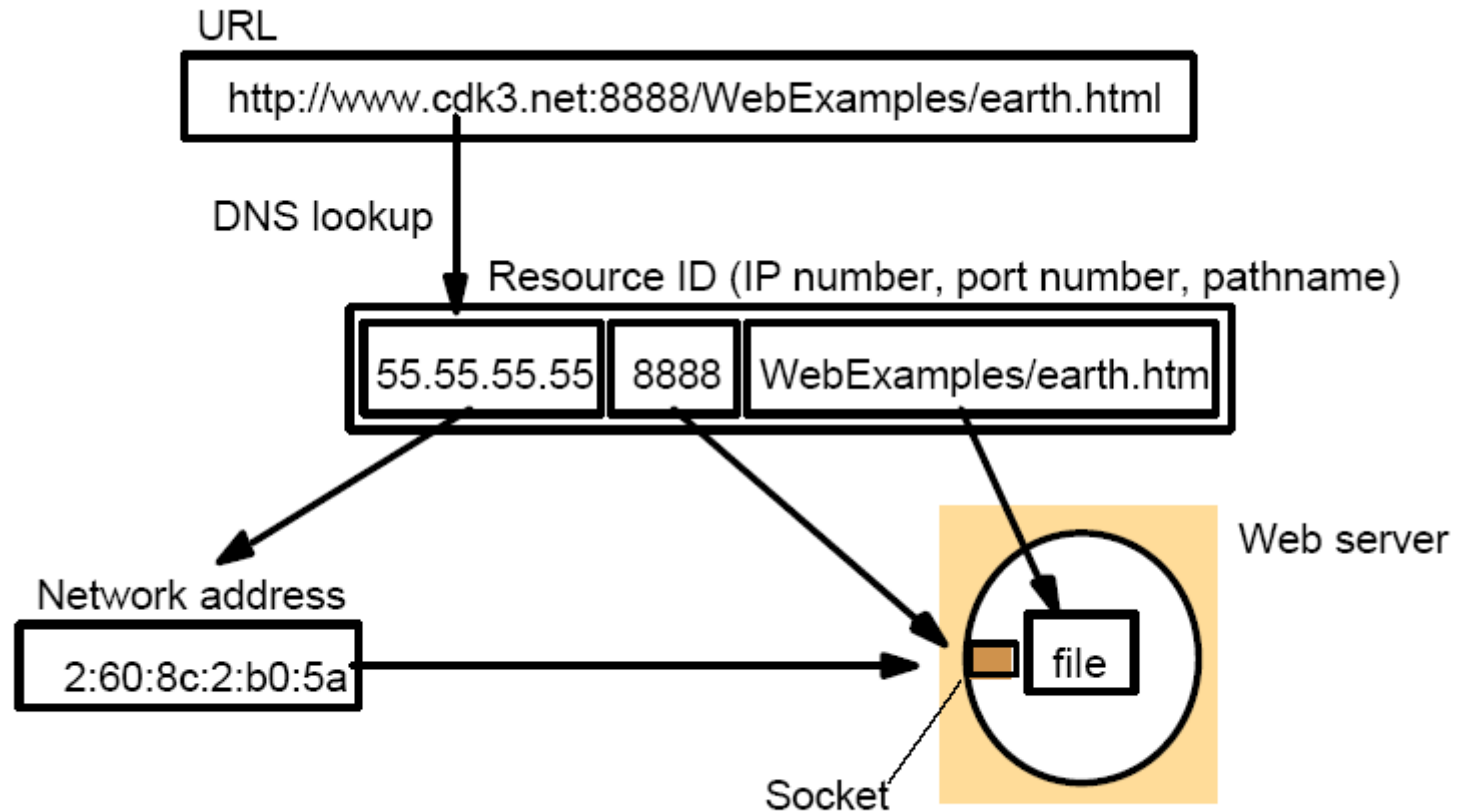 URL
http://www.cdk3.net:8888/WebExamples/earth.html
DNS lookup
Resource ID (IP number, port number, pathname)
55.55.55.55 8888 WebExamples/earth.htm
Web server
Network address
2:60:8c:2:b0:5a
file
Socket